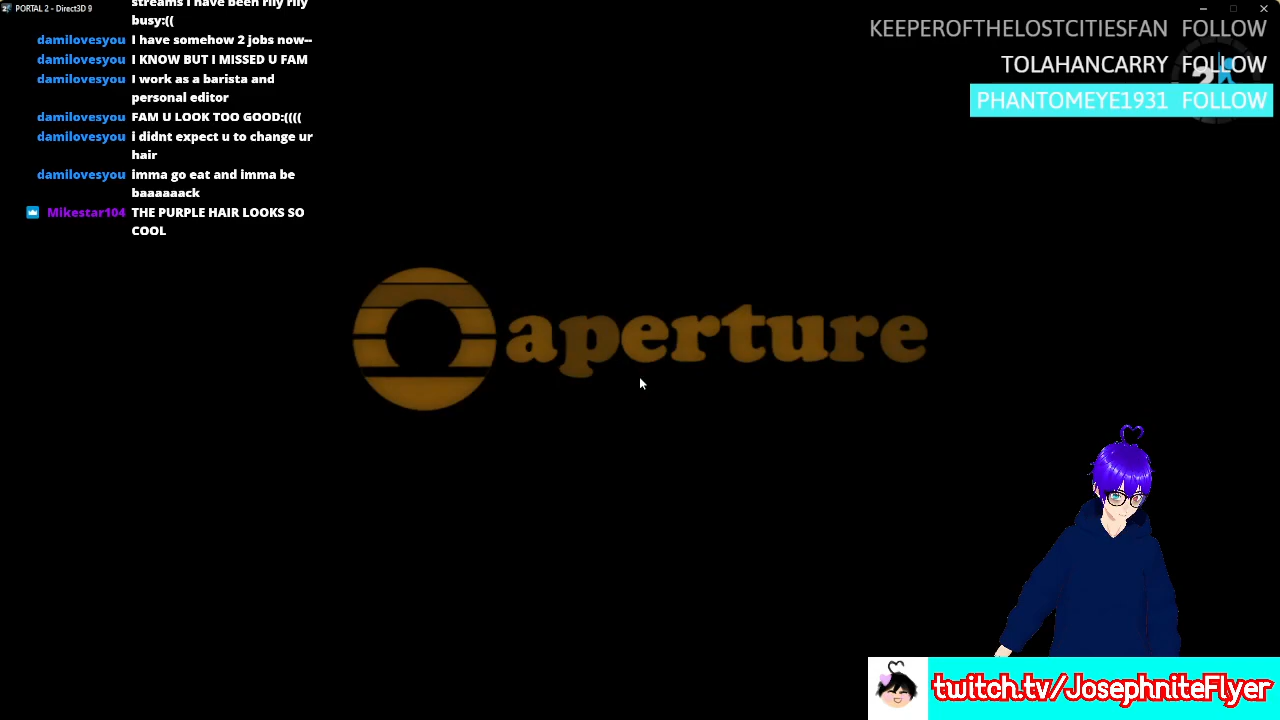 PORTAL 2 - Direct3D 9
streams I have been rlly rlly
busy:((
damilovesyou I have somehow 2 jobs now--
damilovesyou I KNOW BUT I MISSED U FAM
damilovesyou I work as a barista and
personal editor
damilovesyou FAM U LOOK TOO GOOD:((((
damilovesyou i didnt expect u to change ur
hair
damilovesyou imma go eat and imma be
baaaaaack
Mikestar104 THE PURPLE HAIR LOOKS SO
COOL
KEEPEROFTHELOSTCITIESFAN FOLLOW
TOLAHANCARRY FOLLOW
PHANTOMEYE1931 FOLLOW
aperture
twitch.tv/JosephniteFlyer